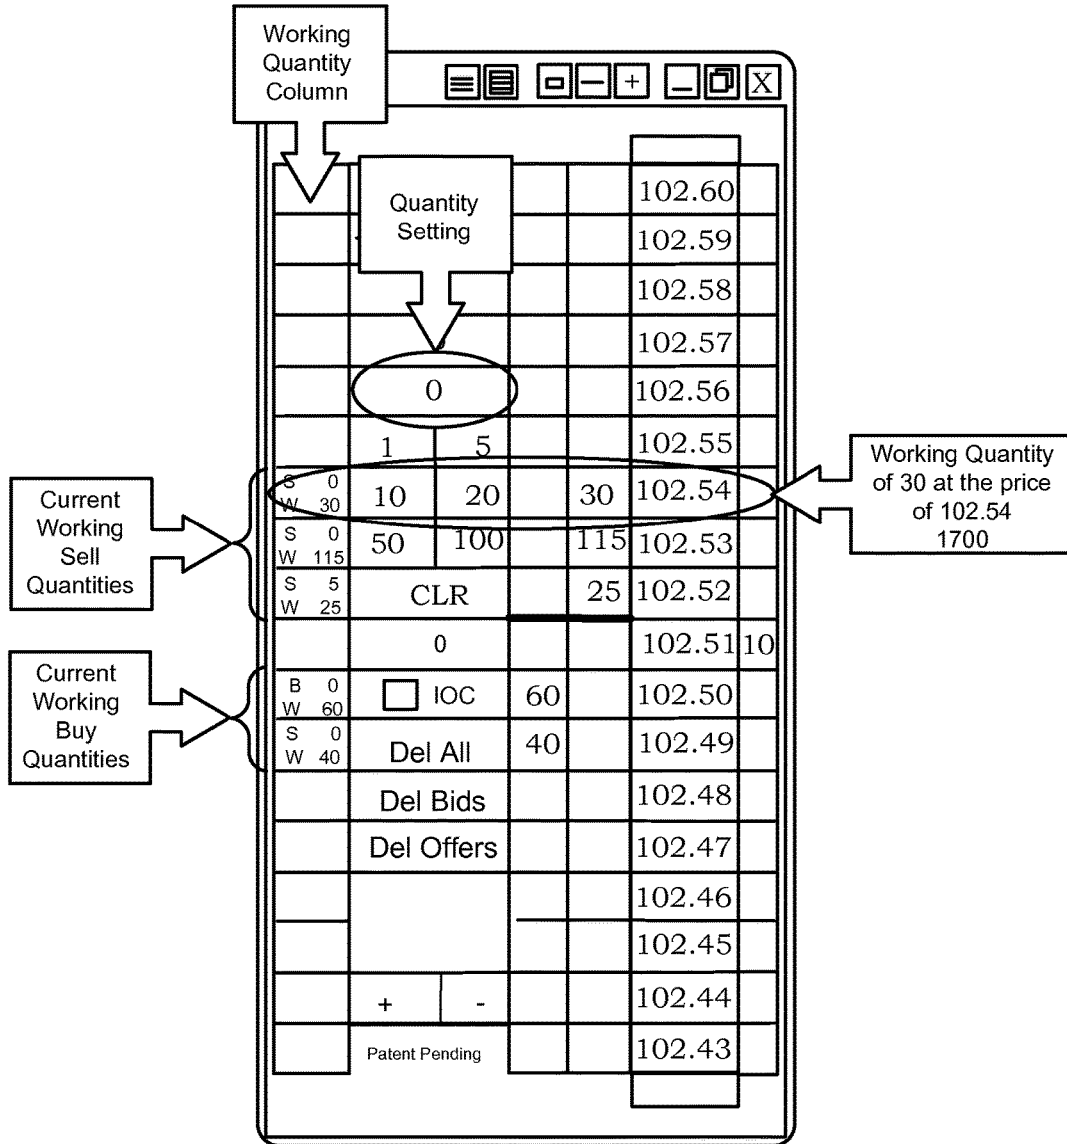 Working
Quantity
Column
X
Quantity
Setting
102.60
102.59
102.58
102.57
0 102.56
1 5 102.55
S 0
W 30 10 20 30 102.54
S 0
W 115 50 100 115 102.53
S 5
W 25 CLR 25 102.52
0 102.51 10
B 0
W 60 IOC 60 102.50
S 0
W 40 Del All 40 102.49
Del Bids 102.48
Del Offers 102.47
102.46
102.45
+ - 102.44
Patent Pending 102.43
Current
Working
Sell
Quantities
Current
Working
Buy
Quantities
Working Quantity
of 30 at the price
of 102.54
1700